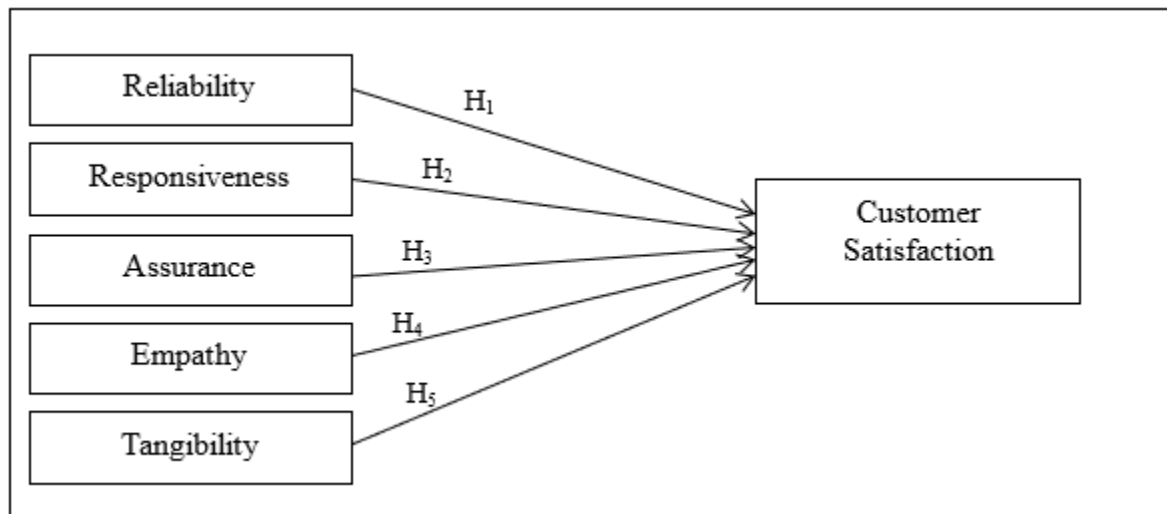 Reliability
H₁
Responsiveness
H₂
Customer
Satisfaction
Assurance
H₃
Empathy
H₄
Tangibility
H₅